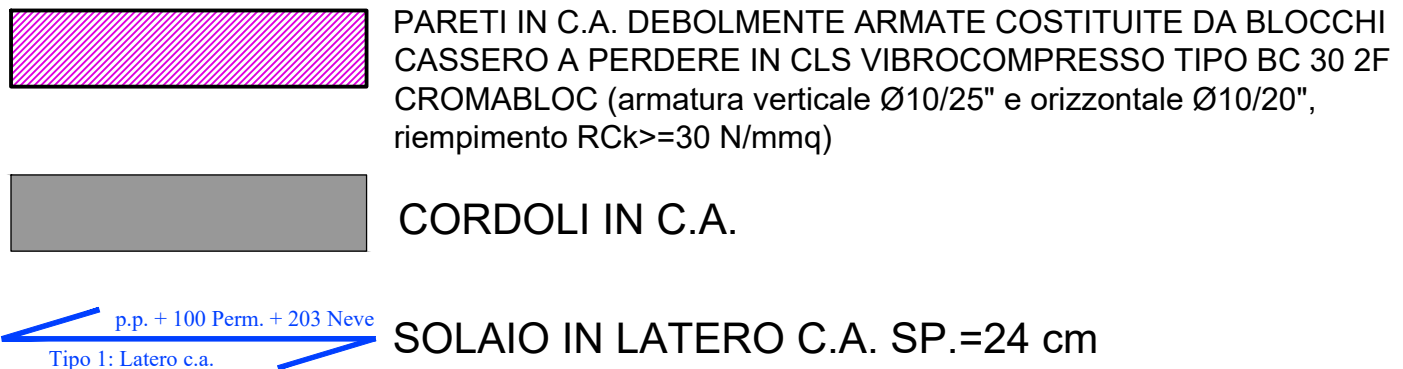 PARETI IN C.A. DEBOLMENTE ARMATE COSTITUITE DA BLOCCHI
CASSERO A PERDERE IN CLS VIBROCOMPRESSO TIPO BC 30 2F
CROMABLOC (armatura verticale Ø10/25" e orizzontale Ø10/20",
riempimento RCk>=30 N/mmq)
CORDOLI IN C.A.
p.p. + 100 Perm. + 203 Neve
Tipo 1: Latero c.a.
SOLAIO IN LATERO C.A. SP.=24 cm